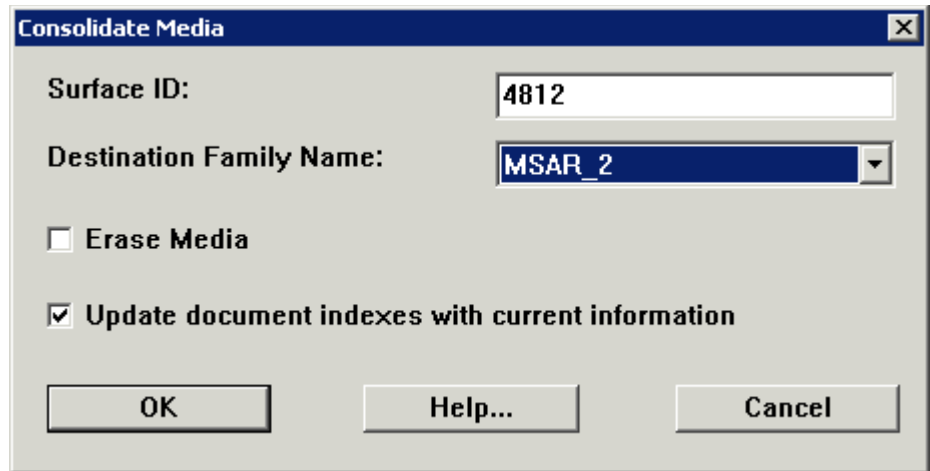 Consolidate Media
Surface ID: 4812
Destination Family Name: MSAR_2
Erase Media
Update document indexes with current information
OK Help... Cancel